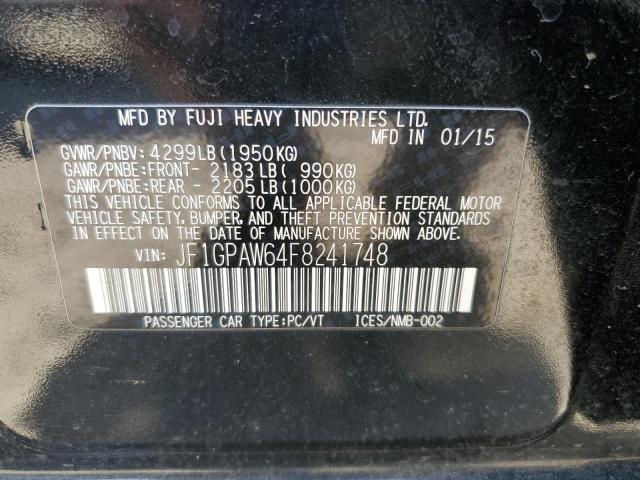 MFD BY FUJI HEAVY INDUSTRIES LTD.
MFD IN 01/15
GVWR/PNBV: 4299LB(1950KG)
GAWR/PNBE:FRONT- 2183LB( 990KG)
GAWR/PNBE:REAR - 2205LB(1000KG)
THIS VEHICLE CONFORMS TO ALL APPLICABLE FEDERAL MOTOR
VEHICLE SAFETY, BUMPER, AND THEFT PREVENTION STANDARDS
IN EFFECT ON THE DATE OF MANUFACTURE SHOWN ABOVE.
VIN: JF1GPAW64F8241748
PASSENGER CAR TYPE:PC/VT ICES/NMB-002